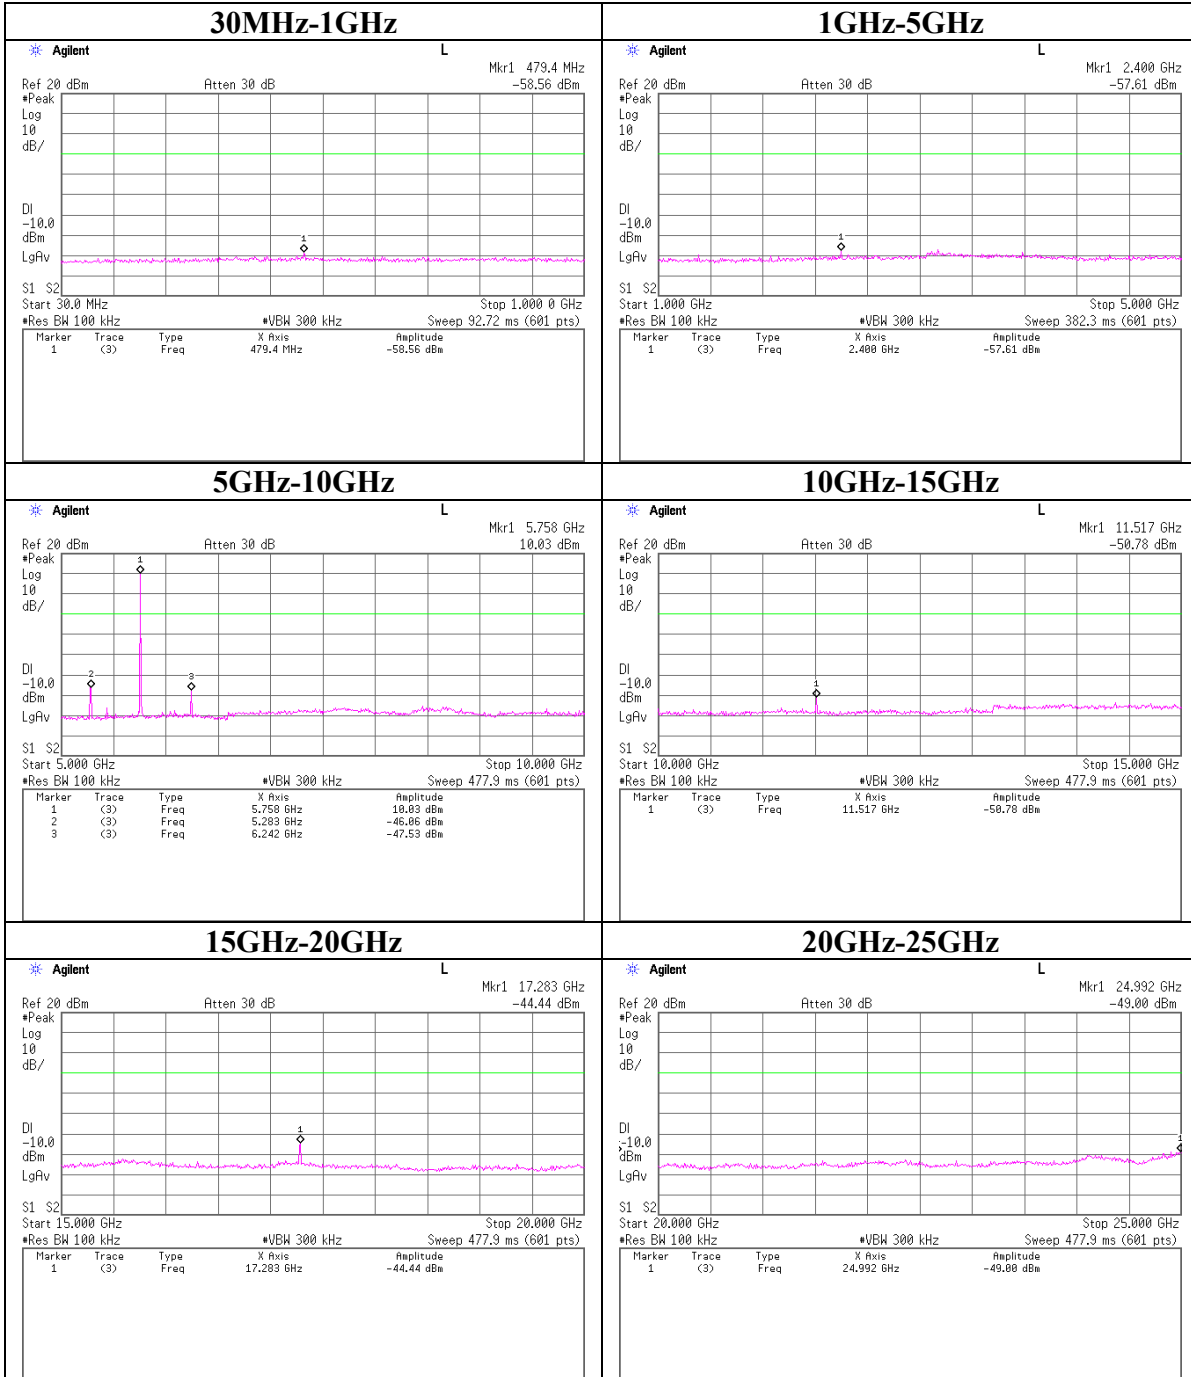 30MHz-1GHz
Agilent L
Mkr1 479.4 MHz
Ref 20 dBm Atten 30 dB -58.56 dBm
#Peak
Log
10
dB/
DI
-10.0
dBm
LgAv
1
S1 S2
Start 30.0 MHz Stop 1.000 0 GHz
#Res BW 100 kHz #VBW 300 kHz Sweep 92.72 ms (601 pts)
Marker Trace Type X Axis Amplitude
1 (3) Freq 479.4 MHz -58.56 dBm
1GHz-5GHz
Agilent L
Mkr1 2.400 GHz
Ref 20 dBm Atten 30 dB -57.61 dBm
#Peak
Log
10
dB/
DI
-10.0
dBm
LgAv
1
S1 S2
Start 1.000 GHz Stop 5.000 GHz
#Res BW 100 kHz #VBW 300 kHz Sweep 382.3 ms (601 pts)
Marker Trace Type X Axis Amplitude
1 (3) Freq 2.400 GHz -57.61 dBm
5GHz-10GHz
Agilent L
Mkr1 5.758 GHz
Ref 20 dBm Atten 30 dB 10.03 dBm
#Peak
1
Log
10
dB/
DI
2 3
-10.0
dBm
LgAv
S1 S2
Start 5.000 GHz Stop 10.000 GHz
#Res BW 100 kHz #VBW 300 kHz Sweep 477.9 ms (601 pts)
Marker Trace Type X Axis Amplitude
1 (3) Freq 5.758 GHz 10.03 dBm
2 (3) Freq 5.283 GHz -46.06 dBm
3 (3) Freq 6.242 GHz -47.53 dBm
10GHz-15GHz
Agilent L
Mkr1 11.517 GHz
Ref 20 dBm Atten 30 dB -50.78 dBm
#Peak
Log
10
dB/
DI
-10.0
1
dBm
LgAv
S1 S2
Start 10.000 GHz Stop 15.000 GHz
#Res BW 100 kHz #VBW 300 kHz Sweep 477.9 ms (601 pts)
Marker Trace Type X Axis Amplitude
1 (3) Freq 11.517 GHz -50.78 dBm
15GHz-20GHz
Agilent L
Mkr1 17.283 GHz
Ref 20 dBm Atten 30 dB -44.44 dBm
#Peak
Log
10
dB/
DI
1
-10.0
dBm
LgAv
S1 S2
Start 15.000 GHz Stop 20.000 GHz
#Res BW 100 kHz #VBW 300 kHz Sweep 477.9 ms (601 pts)
Marker Trace Type X Axis Amplitude
1 (3) Freq 17.283 GHz -44.44 dBm
20GHz-25GHz
Agilent L
Mkr1 24.992 GHz
Ref 20 dBm Atten 30 dB -49.00 dBm
#Peak
Log
10
dB/
DI
-10.0 1
dBm
LgAv
S1 S2
Start 20.000 GHz Stop 25.000 GHz
#Res BW 100 kHz #VBW 300 kHz Sweep 477.9 ms (601 pts)
Marker Trace Type X Axis Amplitude
1 (3) Freq 24.992 GHz -49.00 dBm